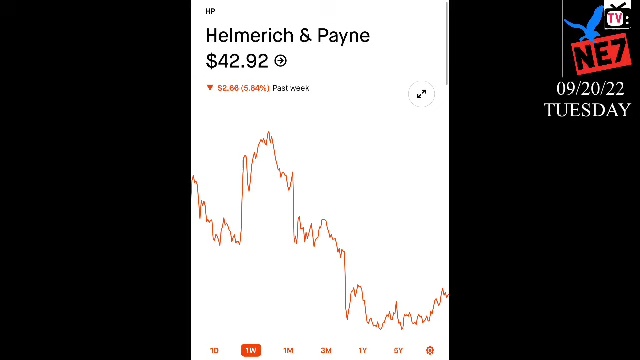 HP
Helmerich & Payne
$42.92
▼ $2.66 (5.84%) Past week
TV
NE7
09/20/22
TUESDAY
1D 1W 1M 3M 1Y 5Y